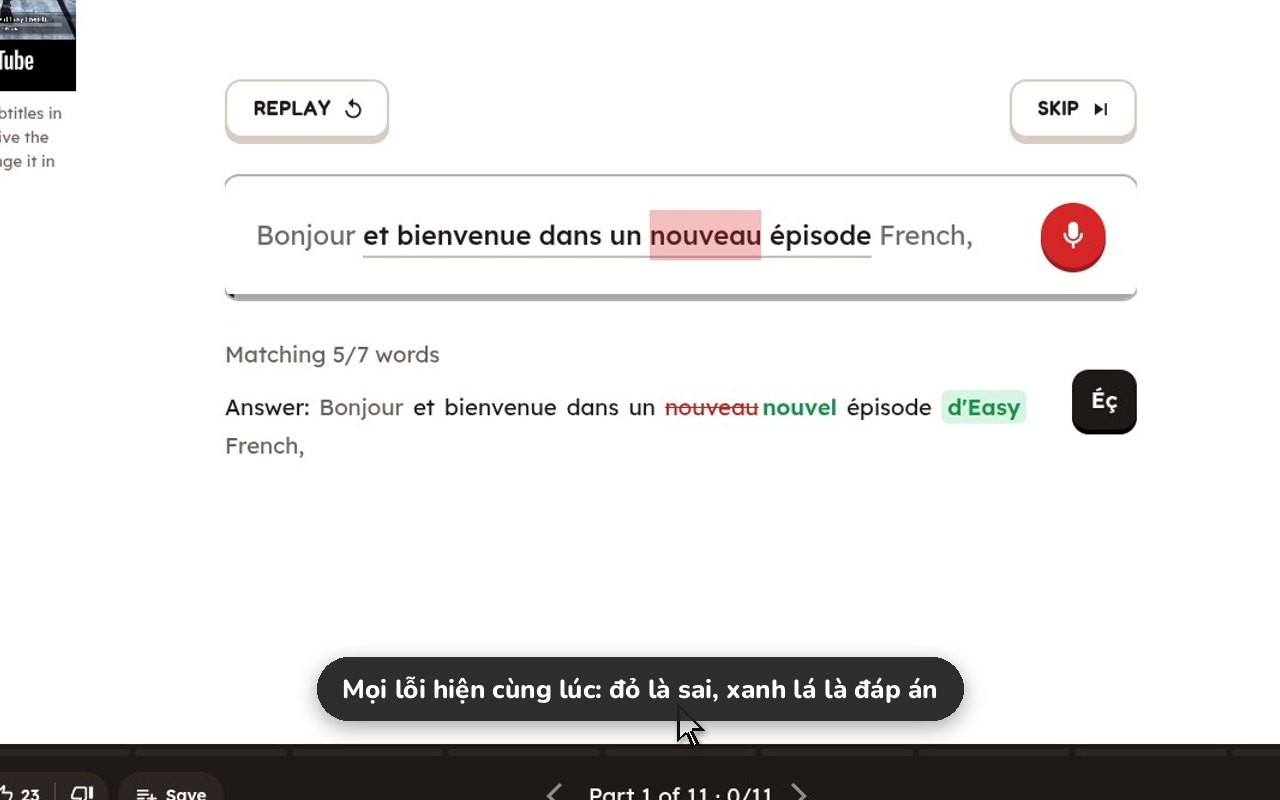 Tube
btitles in
ive the
nge it in
REPLAY
SKIP
Bonjour et bienvenue dans un nouveau épisode French,
Matching 5/7 words
Answer: Bonjour et bienvenue dans un nouveau nouvel épisode d'Easy
French,
Éç
Mọi lỗi hiện cùng lúc: đỏ là sai, xanh lá là đáp án
23
Save
Part 1 of 11 · 0/11